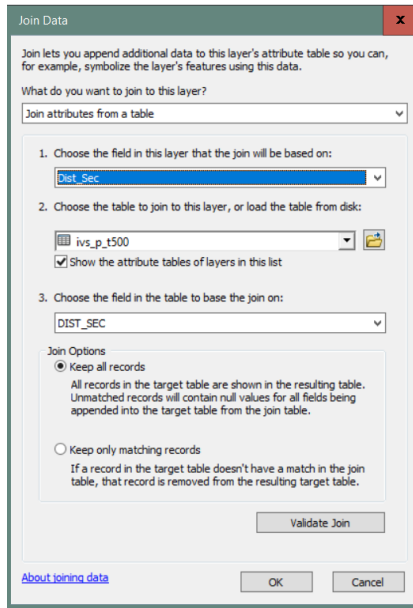 Join Data
x
Join lets you append additional data to this layer's attribute table so you can,
for example, symbolize the layer's features using this data.
What do you want to join to this layer?
Join attributes from a table
1. Choose the field in this layer that the join will be based on:
Dist_Sec
2. Choose the table to join to this layer, or load the table from disk:
ivs_p_t500
Show the attribute tables of layers in this list
3. Choose the field in the table to base the join on:
DIST_SEC
Join Options
Keep all records
All records in the target table are shown in the resulting table.
Unmatched records will contain null values for all fields being
appended into the target table from the join table.
Keep only matching records
If a record in the target table doesn't have a match in the join
table, that record is removed from the resulting target table.
Validate Join
About joining data
OK
Cancel